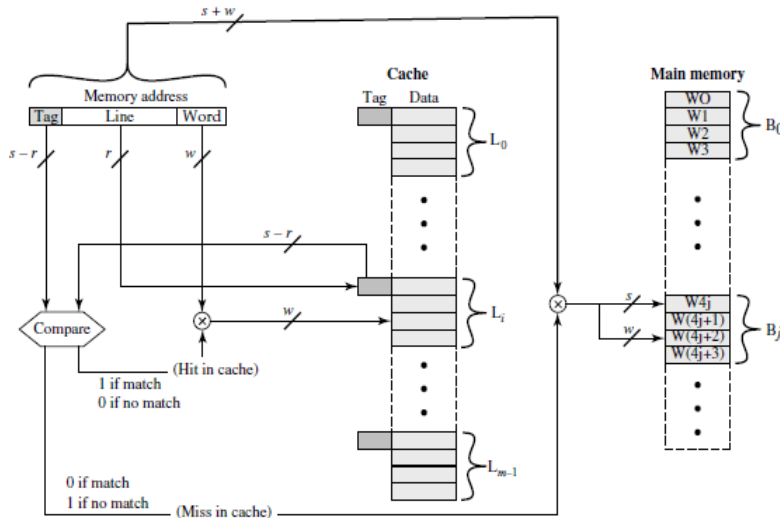 s + w
Cache
Main memory
Memory address
Tag Data
Tag Line Word
WO
W1
W2
W3
B0
L0
s – r
r
w
s – r
W4j
W(4j+1)
W(4j+2)
W(4j+3)
Bj
s
w
Li
w
Compare
(Hit in cache)
1 if match
0 if no match
Lm–1
0 if match
1 if no match
(Miss in cache)